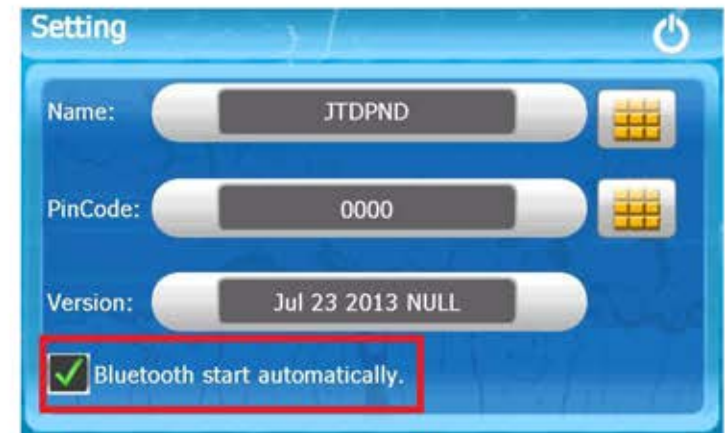 Setting
Name: JTDPND
PinCode: 0000
Version: Jul 23 2013 NULL
Bluetooth start automatically.